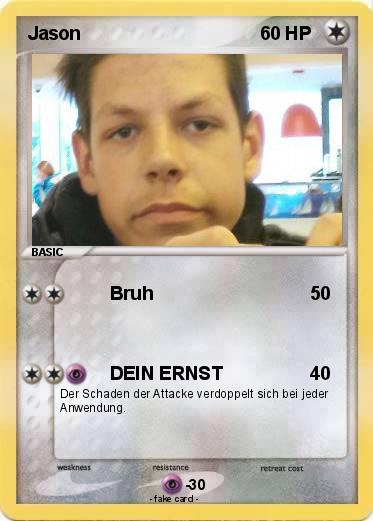 Jason 60 HP
BASIC
Bruh 50
DEIN ERNST 40
Der Schaden der Attacke verdoppelt sich bei jeder
Anwendung.
weakness resistance retreat cost
-30
- fake card -